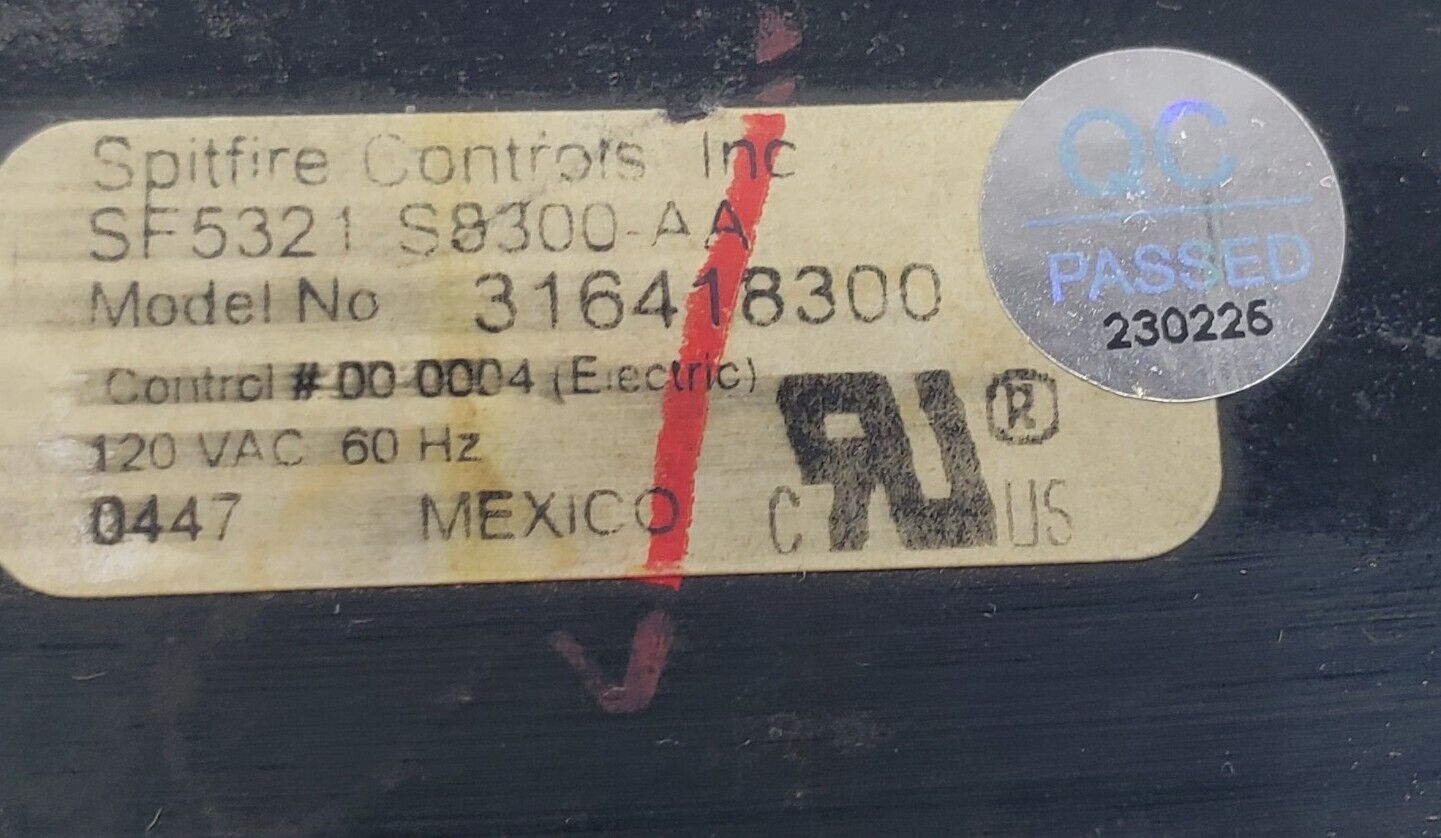 Spitfire Controls, Inc
SF5321 S8300-AA
Model No 316418300
Control # 00-0004 (Electric)
120 VAC 60 Hz
0447 MEXICO
C RU ® US
QC
PASSED
230226